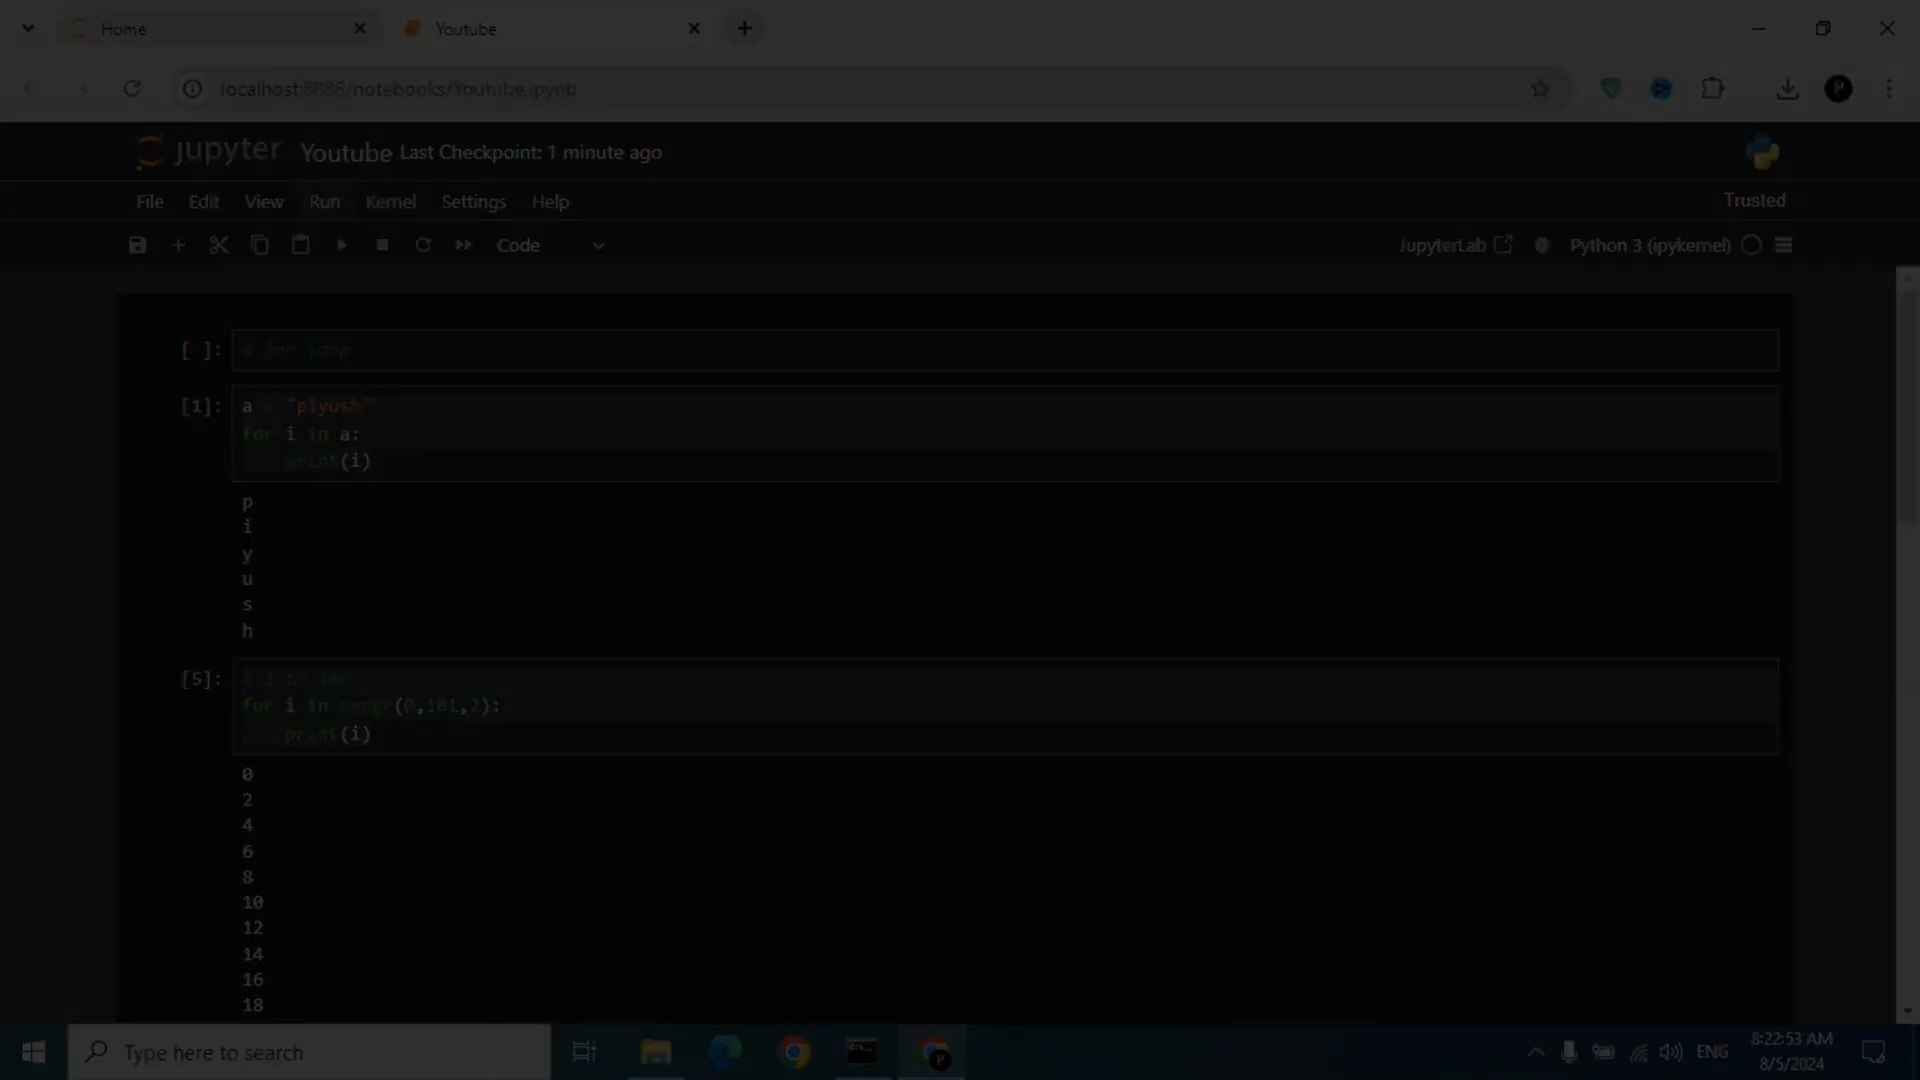 Home
Youtube
localhost:8888/notebooks/Youtube.ipynb
jupyter Youtube Last Checkpoint: 1 minute ago
File Edit View Run Kernel Settings Help
Trusted
Code
JupyterLab
Python 3 (ipykernel)
[ ]: # for loop
[1]: a = "piyush"
for i in a:
print(i)
p
i
y
u
s
h
[5]:
for i in range(0,101,2):
print(i)
0
2
4
6
8
10
12
14
16
18
Type here to search
ENG
8:22:53 AM
8/5/2024